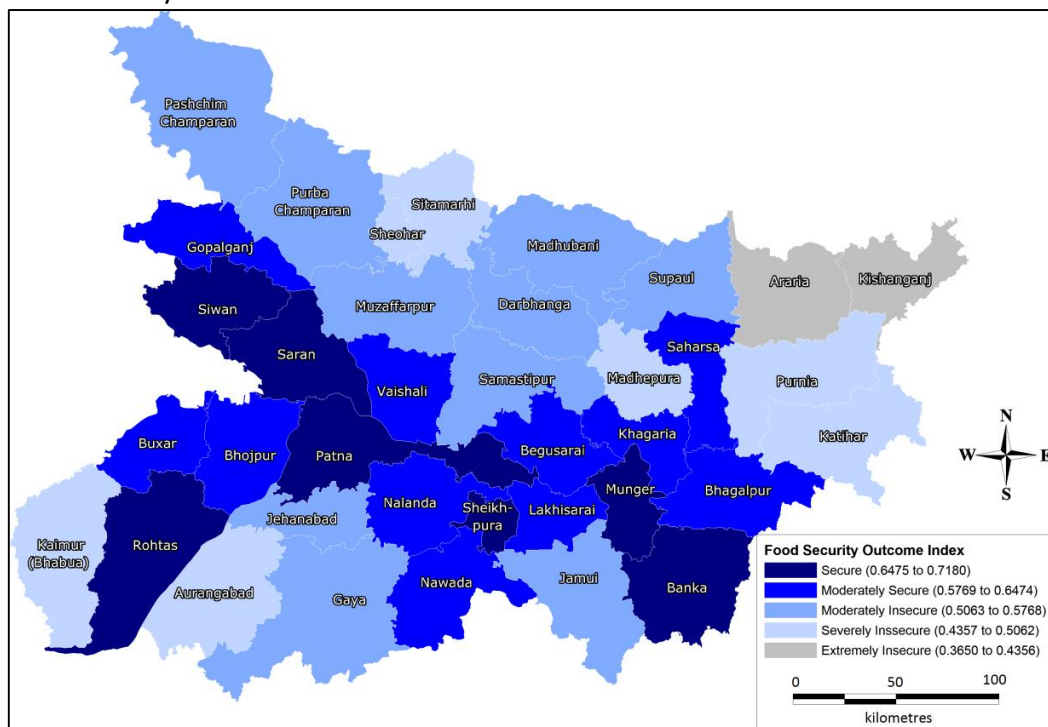 Pashchim
Champaran
Purba
Champaran
Sitamarhi
Sheohar
Gopalganj
Madhubani
Supaul
Araria
Kishanganj
Siwan
Muzaffarpur
Darbhanga
Saran
Saharsa
Vaishali
Samastipur
Madhepura
Purnia
Buxar
Bhojpur
Patna
Begusarai
Khagaria
Katihar
N
W
E
S
Nalanda
Sheikh-
pura
Lakhisarai
Munger
Bhagalpur
Jehanabad
Kaimur
(Bhabua)
Rohtas
Aurangabad
Gaya
Nawada
Jamui
Banka
Food Security Outcome Index
Secure (0.6475 to 0.7180)
Moderately Secure (0.5769 to 0.6474)
Moderately Insecure (0.5063 to 0.5768)
Severely Inssecure (0.4357 to 0.5062)
Extremely Insecure (0.3650 to 0.4356)
0 50 100
kilometres